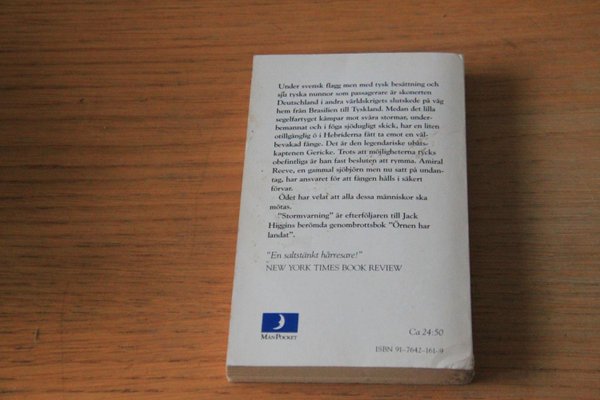 Under svensk flagg men med tysk besättning och
sju tyska nunnor som passagerare är skonerten
Deutschland i andra världskrigets slutskede på väg
hem från Brasilien till Tyskland. Medan det lilla
segelfartyget kämpar mot svåra stormar, under-
bemannat och i föga sjödugligt skick, har en liten
otillgänglig ö i Hebriderna fått ta emot en väl-
bevakad fånge. Det är den legendäre ubåts-
kaptenen Gericke. Trots att möjligheterna tycks
obefintliga är han fast besluten att rymma. Amiral
Reeve, en gammal sjöbjörn men nu satt på undan-
tag, har ansvaret för att fången hålls i säkert
förvar.
Ödet har velat att alla dessa människor ska
mötas.
"Stormvarning" är efterföljaren till Jack
Higgins berömda genombrottsbok "Örnen har
landat".
"En saltstänkt hårresare!"
NEW YORK TIMES BOOK REVIEW
MANPOCKET
Ca 24:50
ISBN 91-7642-161-9